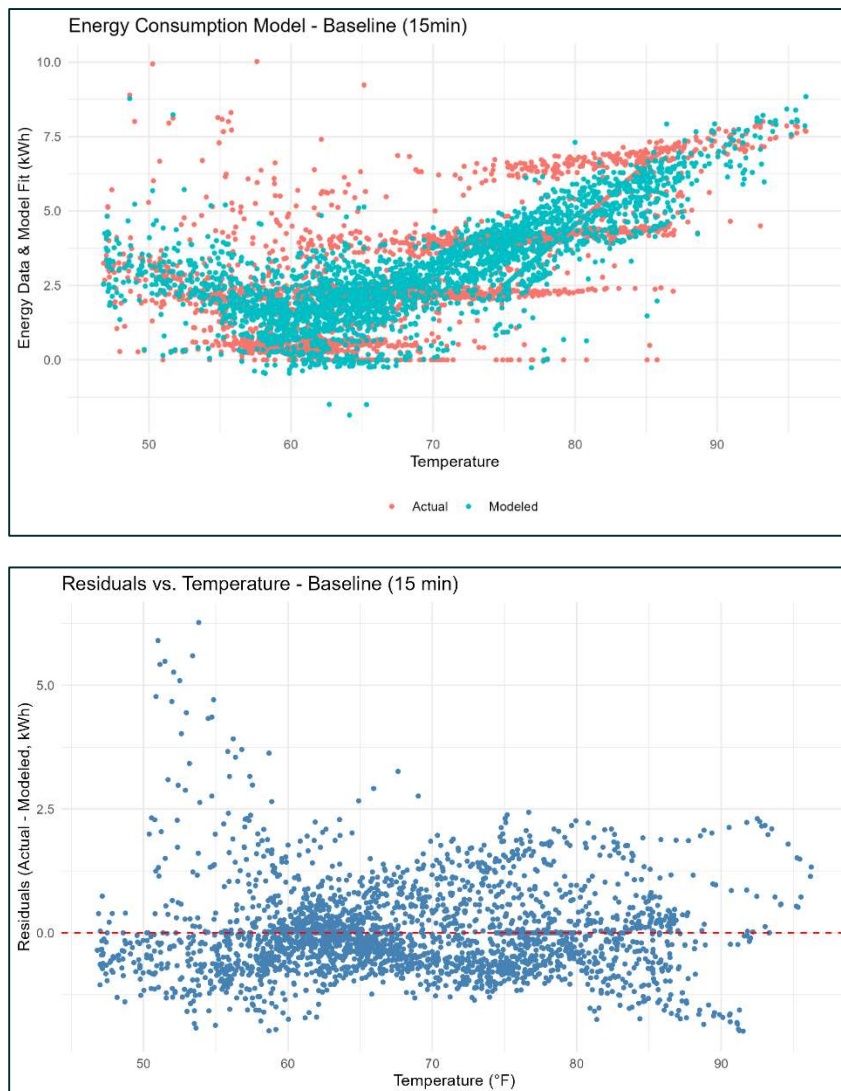 Energy Consumption Model - Baseline (15min)
Energy Data & Model Fit (kWh)
10.0
7.5
5.0
2.5
0.0
50 60 70 80 90
Temperature
Actual Modeled
Residuals vs. Temperature - Baseline (15 min)
Residuals (Actual - Modeled, kWh)
5.0
2.5
0.0
50 60 70 80 90
Temperature (°F)